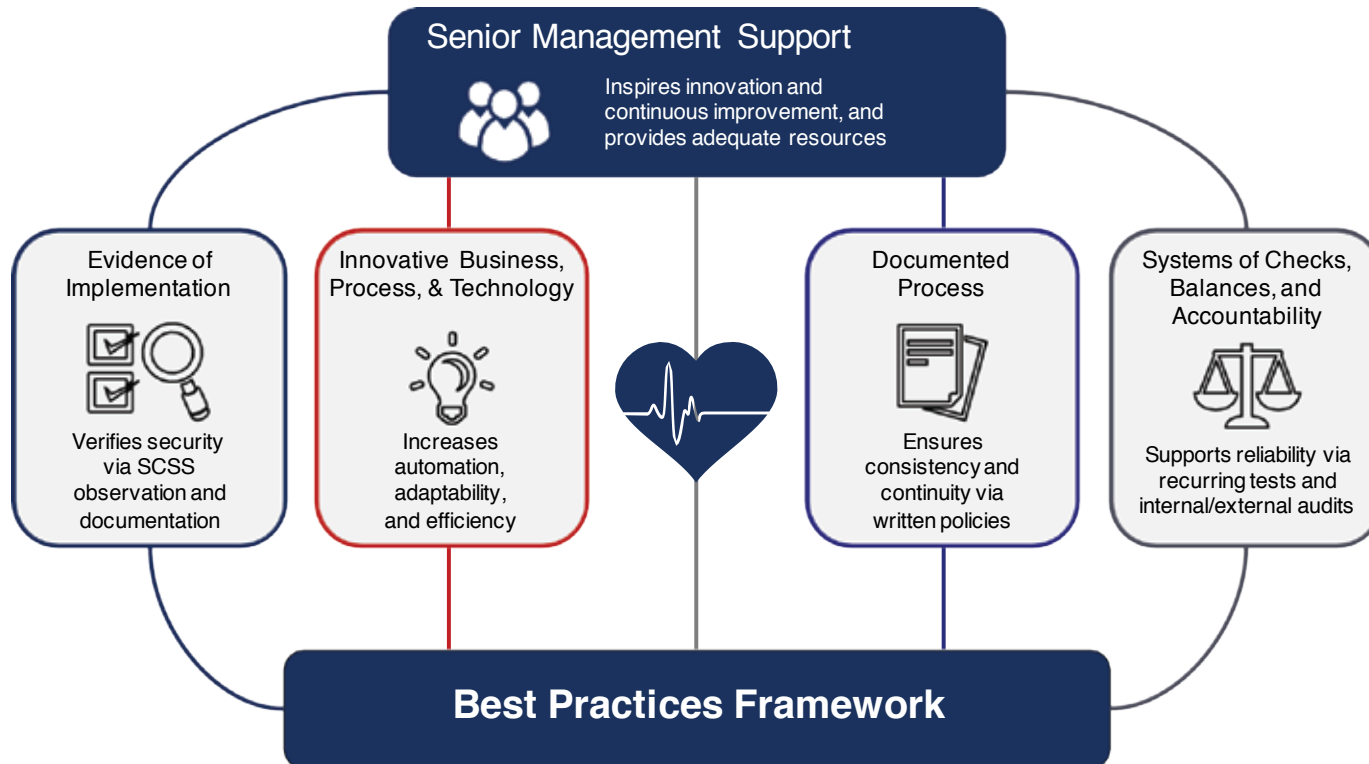 Senior Management Support
Inspires innovation and
continuous improvement, and
provides adequate resources
Evidence of
Implementation
Verifies security
via SCSS
observation and
documentation
Innovative Business,
Process, & Technology
Increases
automation,
adaptability,
and efficiency
Documented
Process
Ensures
consistency and
continuity via
written policies
Systems of Checks,
Balances, and
Accountability
Supports reliability via
recurring tests and
internal/external audits
Best Practices Framework